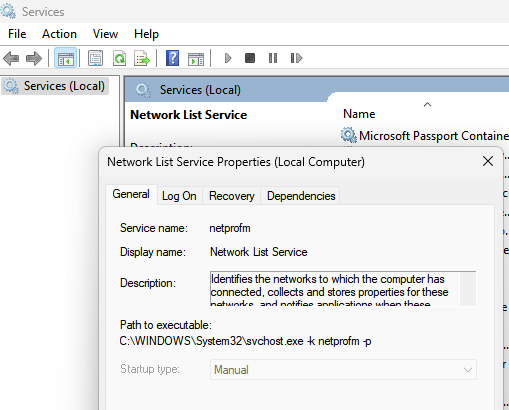 Services
File Action View Help
Services (Local)
Services (Local)
Network List Service
Name
Microsoft Passport Containe
Network List Service Properties (Local Computer)
General Log On Recovery Dependencies
Service name: netprofm
Display name: Network List Service
Description: Identifies the networks to which the computer has
connected, collects and stores properties for these
networks, and notifies applications when these
Path to executable:
C:\WINDOWS\System32\svchost.exe -k netprofm -p
Startup type: Manual